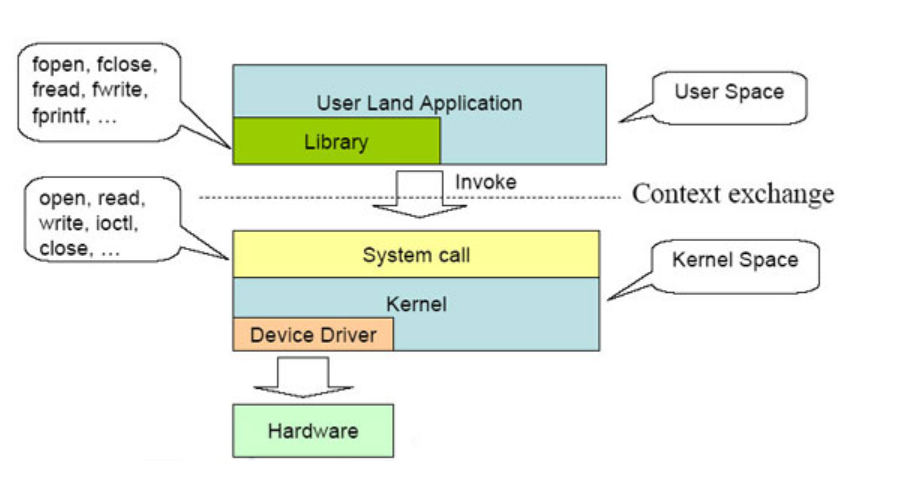 fopen, fclose,
fread, fwrite,
fprintf, ...
User Land Application
User Space
Library
Invoke
Context exchange
open, read,
write, ioctl,
close, ...
System call
Kernel Space
Kernel
Device Driver
Hardware